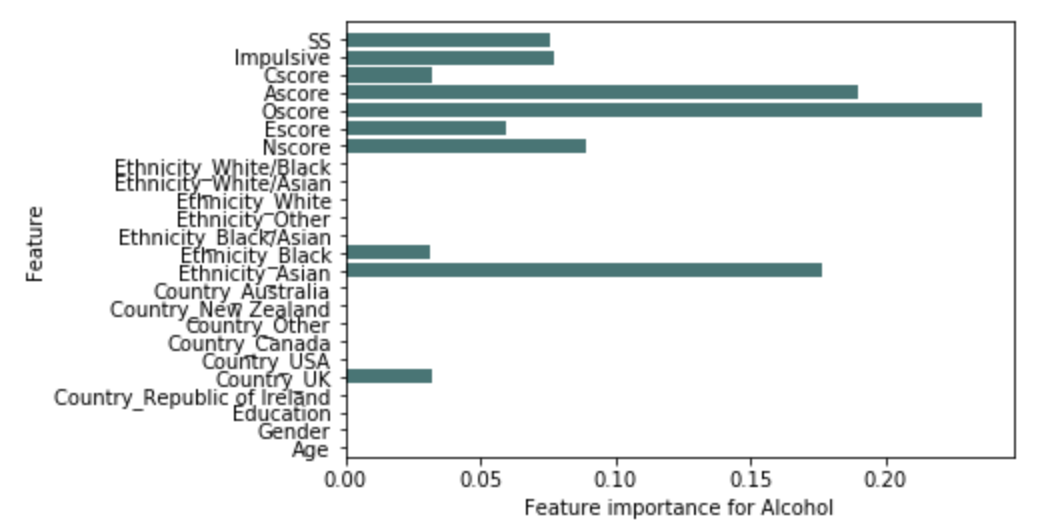 SS
Impulsive
Cscore
Ascore
Oscore
Escore
Nscore
Ethnicity_White/Black
Ethnicity_White/Asian
Ethnicity_White
Ethnicity_Other
Ethnicity_Black/Asian
Ethnicity_Black
Ethnicity_Asian
Country_Australia
Country_New Zealand
Country_Other
Country_Canada
Country_USA
Country_UK
Country_Republic of Ireland
Education
Gender
Age
Feature
0.00 0.05 0.10 0.15 0.20
Feature importance for Alcohol